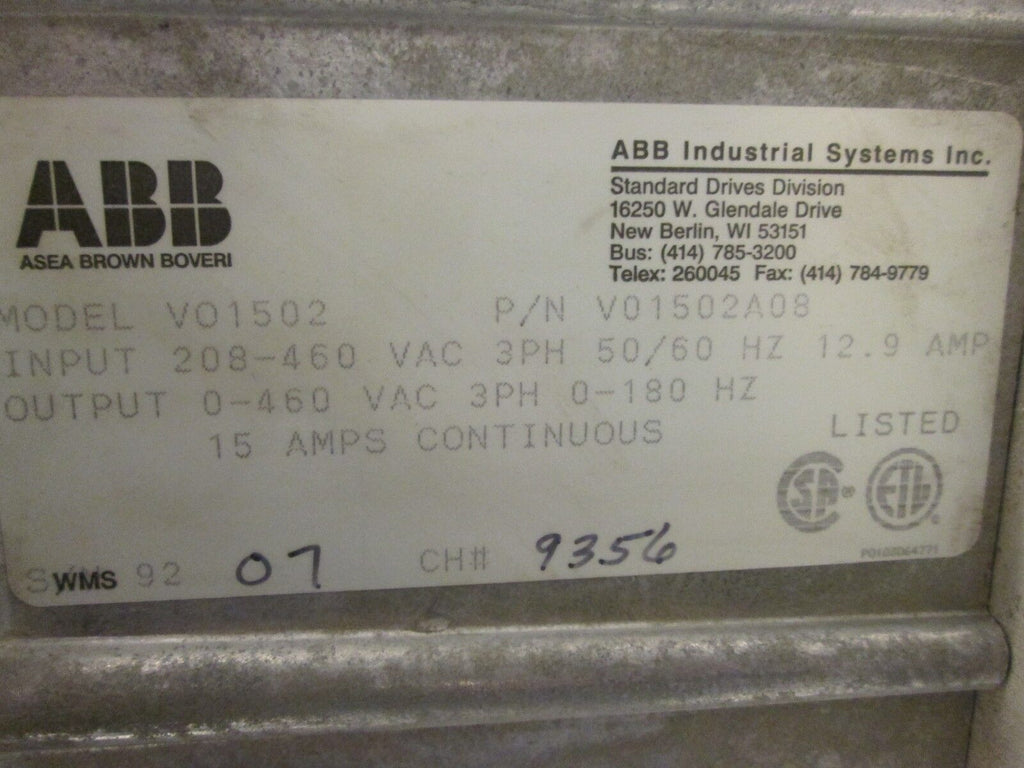 ABB
ASEA BROWN BOVERI
ABB Industrial Systems Inc.
Standard Drives Division
16250 W. Glendale Drive
New Berlin, WI 53151
Bus: (414) 785-3200
Telex: 260045 Fax: (414) 784-9779
MODEL VO1502 P/N V01502A08
INPUT 208-460 VAC 3PH 50/60 HZ 12.9 AMP
OUTPUT 0-460 VAC 3PH 0-180 HZ
15 AMPS CONTINUOUS
LISTED
SA® ETL
WMS 92 07 CH# 9356